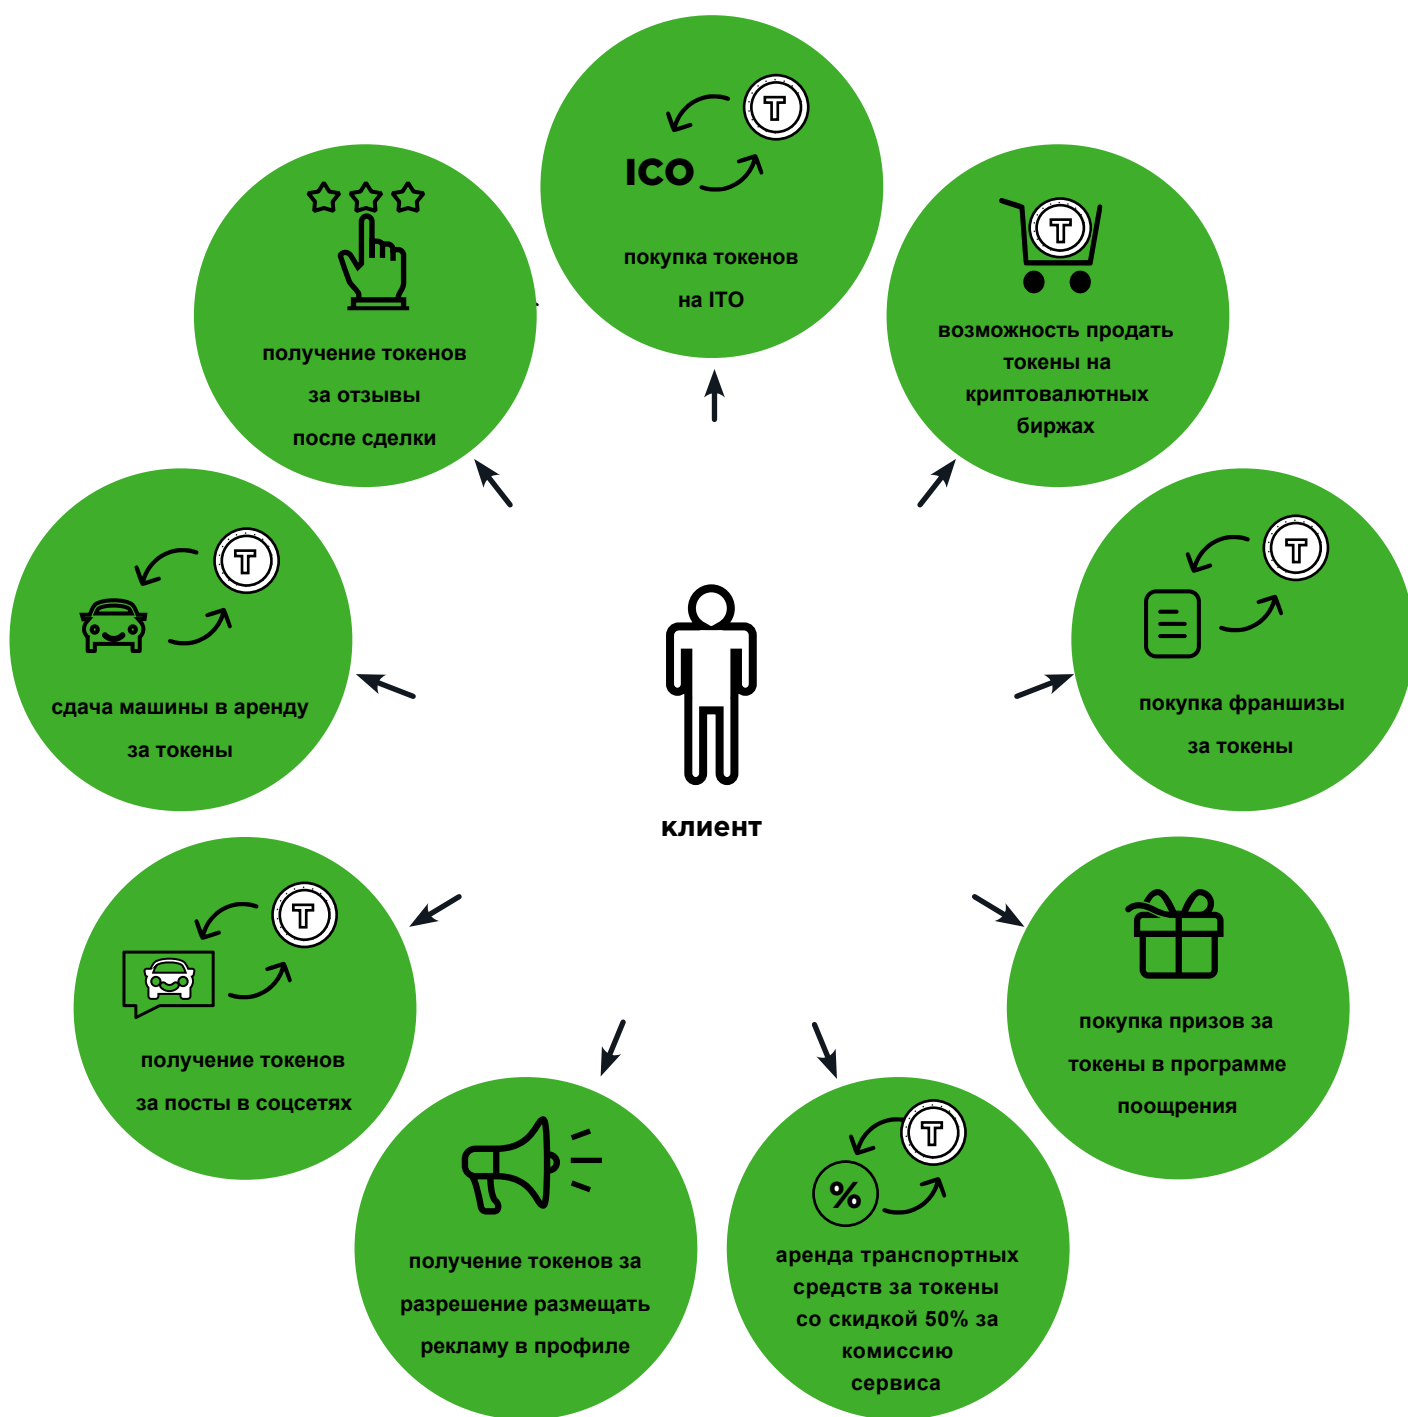 ICO
T
покупка токенов
на ITO
T
возможность продать
токены на
криптовалютных
биржах
T
покупка франшизы
за токены
покупка призов за
токены в программе
поощрения
T
%
аренда транспортных
средств за токены
со скидкой 50% за
комиссию
сервиса
получение токенов за
разрешение размещать
рекламу в профиле
T
получение токенов
за посты в соцсетях
T
сдача машины в аренду
за токены
получение токенов
за отзывы
после сделки
клиент